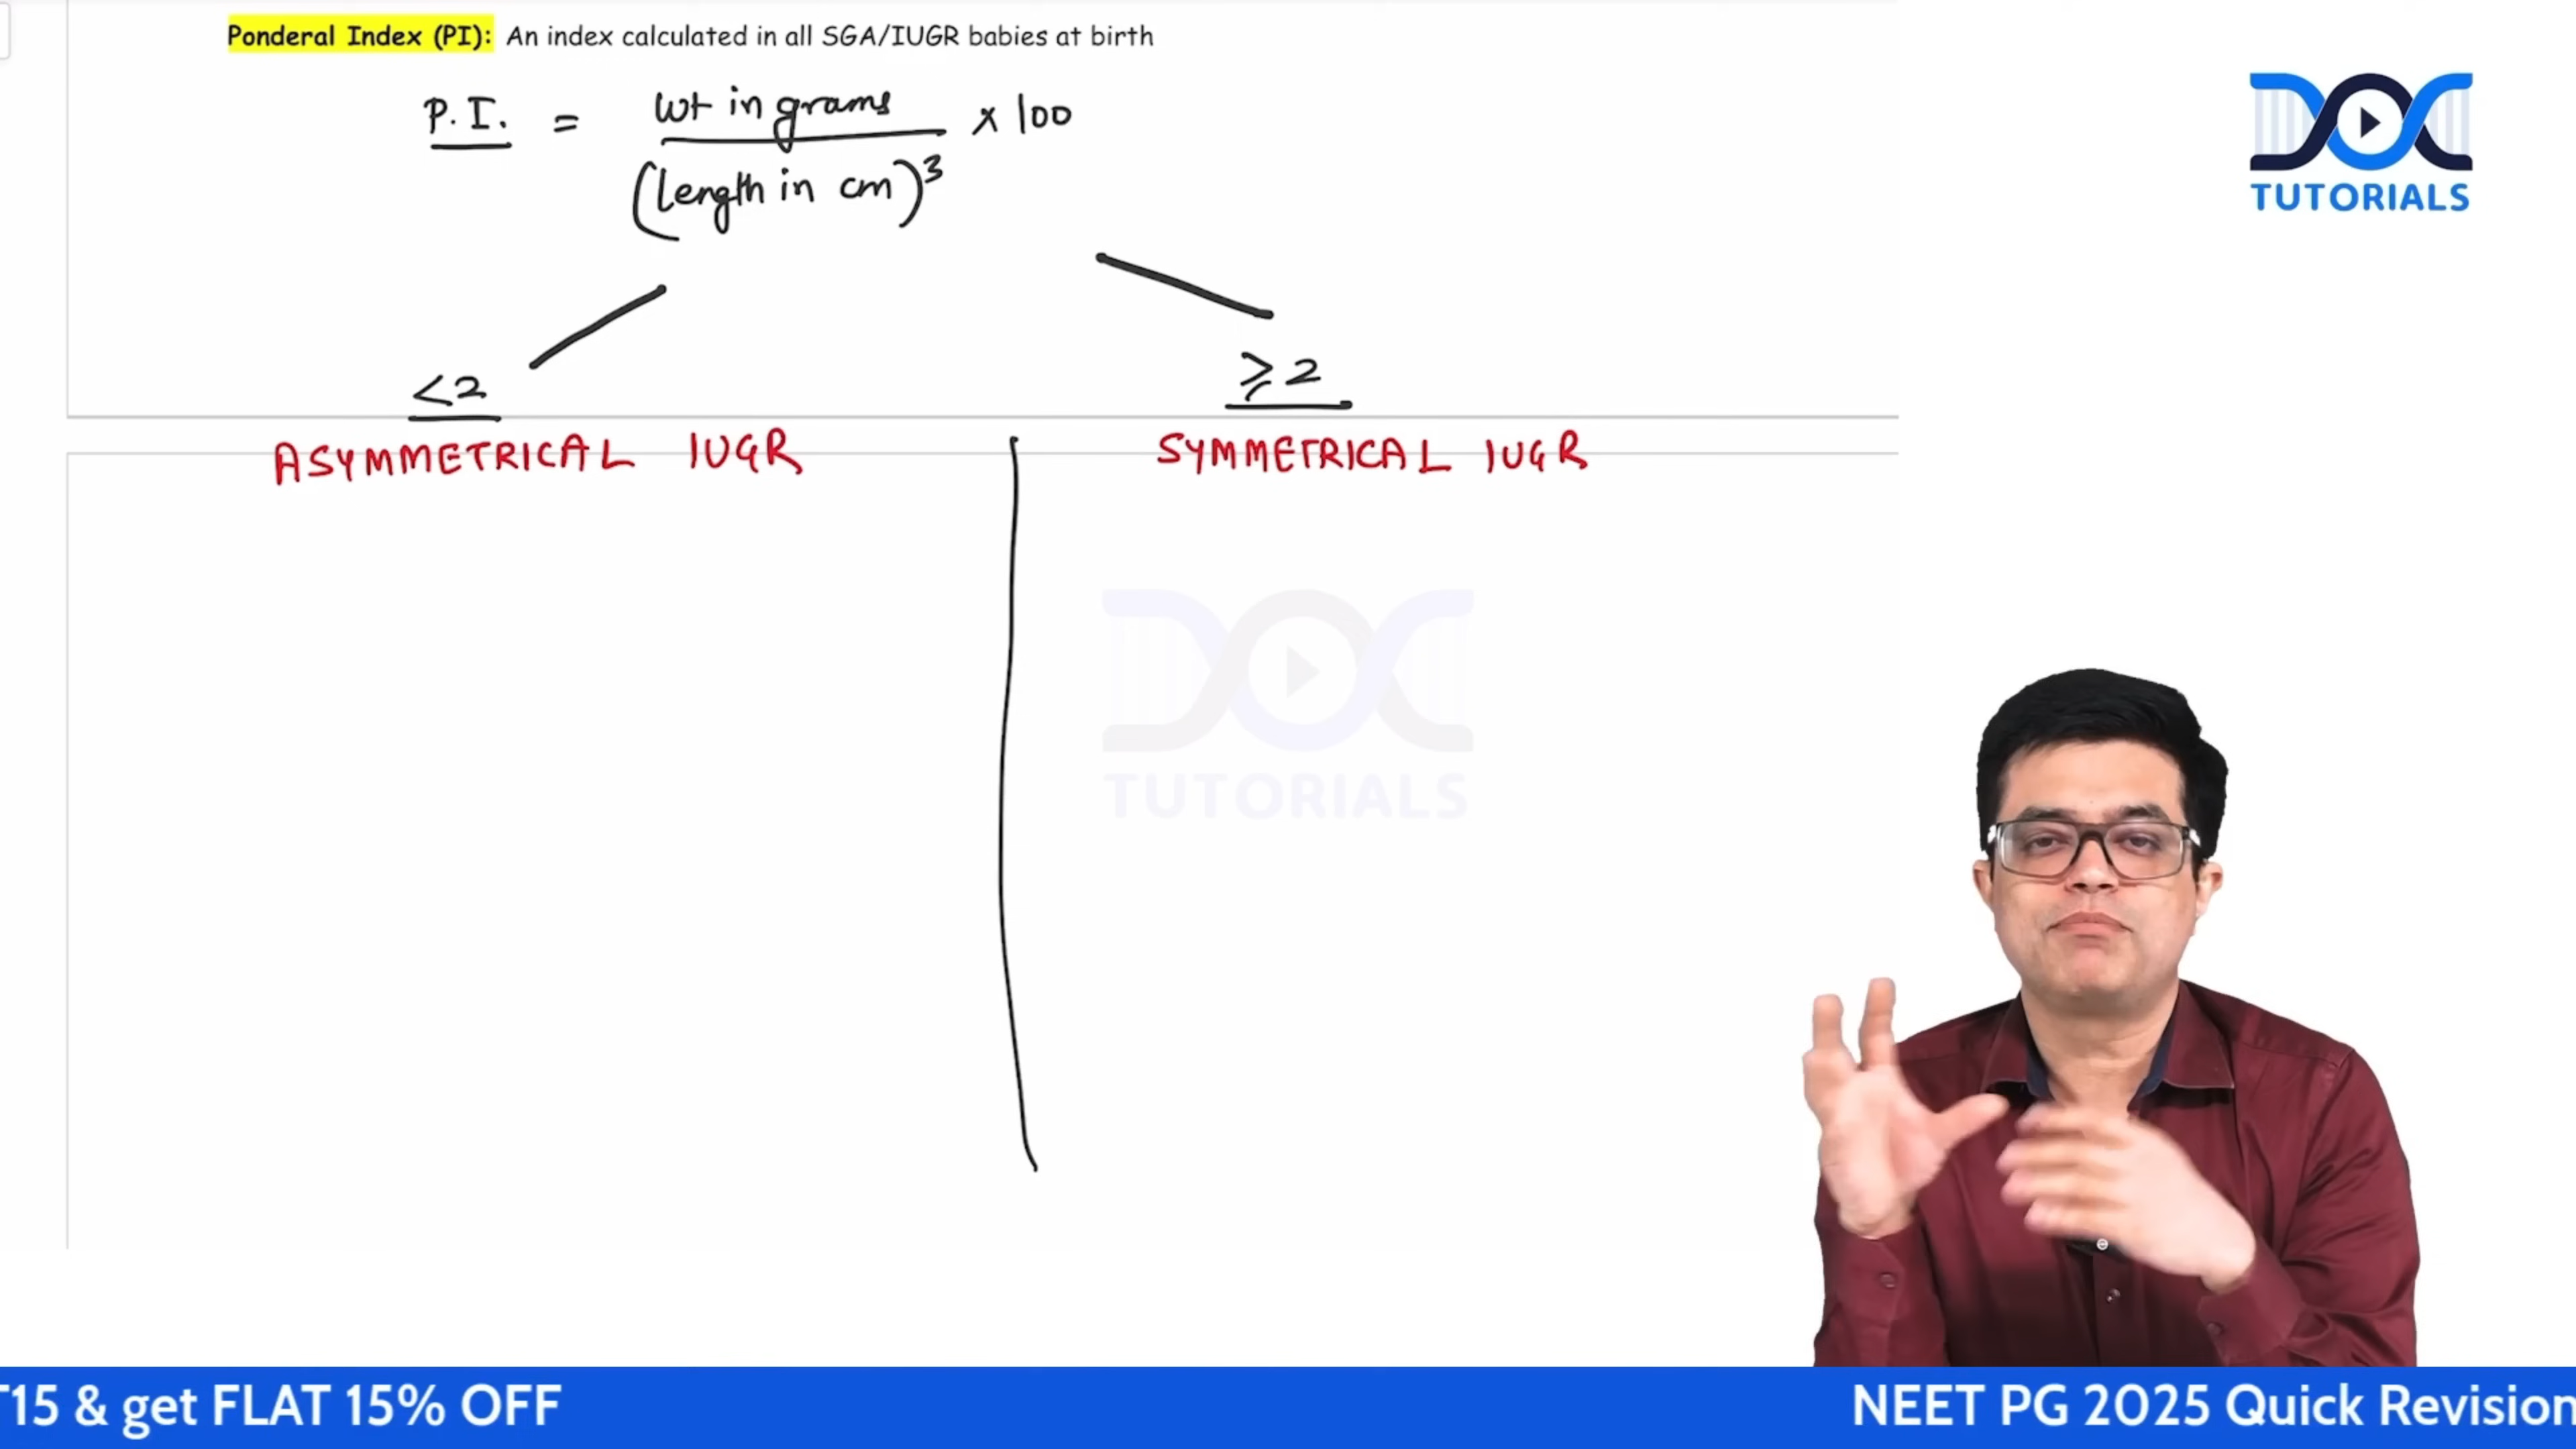 Ponderal Index (PI): An index calculated in all SGA/IUGR babies at birth
P.I. = wt in grams / (length in cm)³ × 100
<2
≥2
ASYMMETRICAL IUGR
SYMMETRICAL IUGR
DOC
TUTORIALS
DOC
TUTORIALS
T15 & get FLAT 15% OFF
NEET PG 2025 Quick Revision